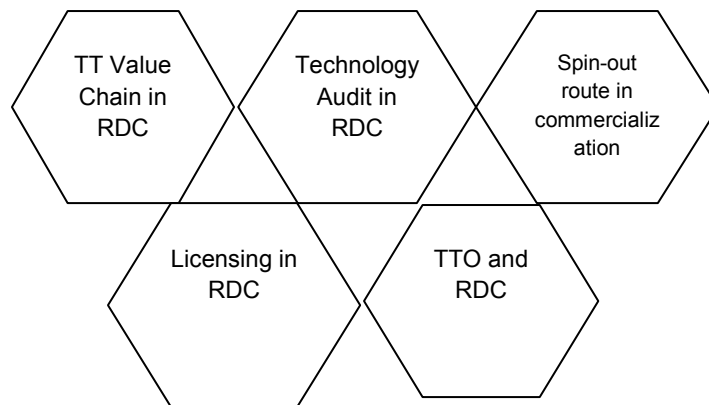 TT Value
Chain in
RDC
Technology
Audit in
RDC
Spin-out
route in
commercializ
ation
Licensing in
RDC
TTO and
RDC